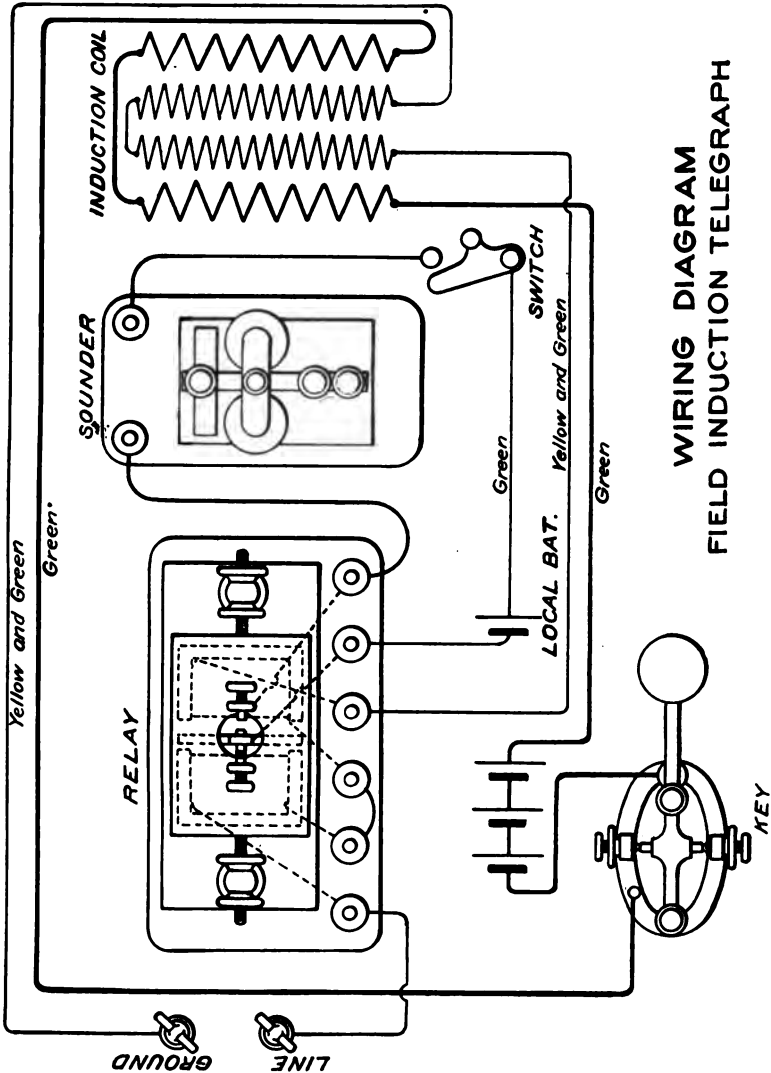 INDUCTION COIL
SOUNDER
SWITCH
Green
Yellow and Green
Green
LOCAL BAT.
Yellow and Green
Green
RELAY
KEY
GROUND
LINE
WIRING DIAGRAM
FIELD INDUCTION TELEGRAPH